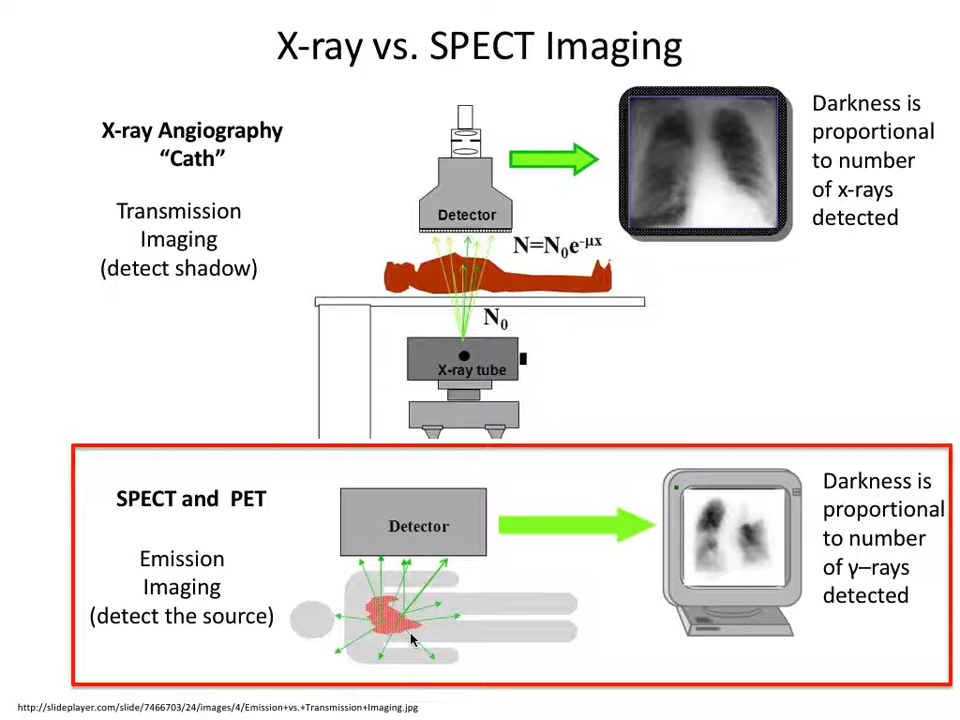 X-ray vs. SPECT Imaging
X-ray Angiography
“Cath”
Transmission
Imaging
(detect shadow)
Detector
N=N₀e⁻μx
N₀
X-ray tube
Darkness is
proportional
to number
of x-rays
detected
SPECT and PET
Emission
Imaging
(detect the source)
Detector
Darkness is
proportional
to number
of γ–rays
detected
http://slideplayer.com/slide/7466703/24/images/4/Emission+vs.+Transmission+Imaging.jpg